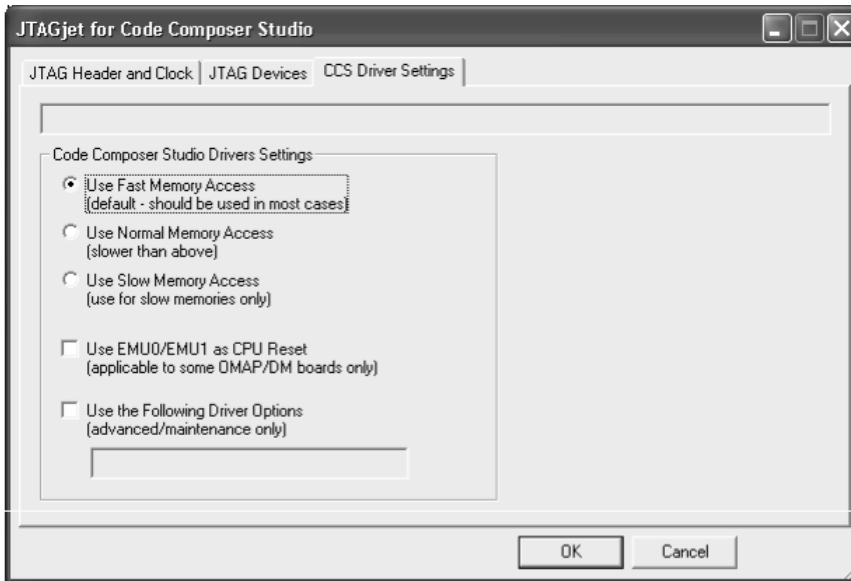 JTAGjet for Code Composer Studio
JTAG Header and Clock
JTAG Devices
CCS Driver Settings
Code Composer Studio Drivers Settings
Use Fast Memory Access
(default - should be used in most cases)
Use Normal Memory Access
(slower than above)
Use Slow Memory Access
(use for slow memories only)
Use EMU0/EMU1 as CPU Reset
(applicable to some OMAP/DM boards only)
Use the Following Driver Options
(advanced/maintenance only)
OK
Cancel